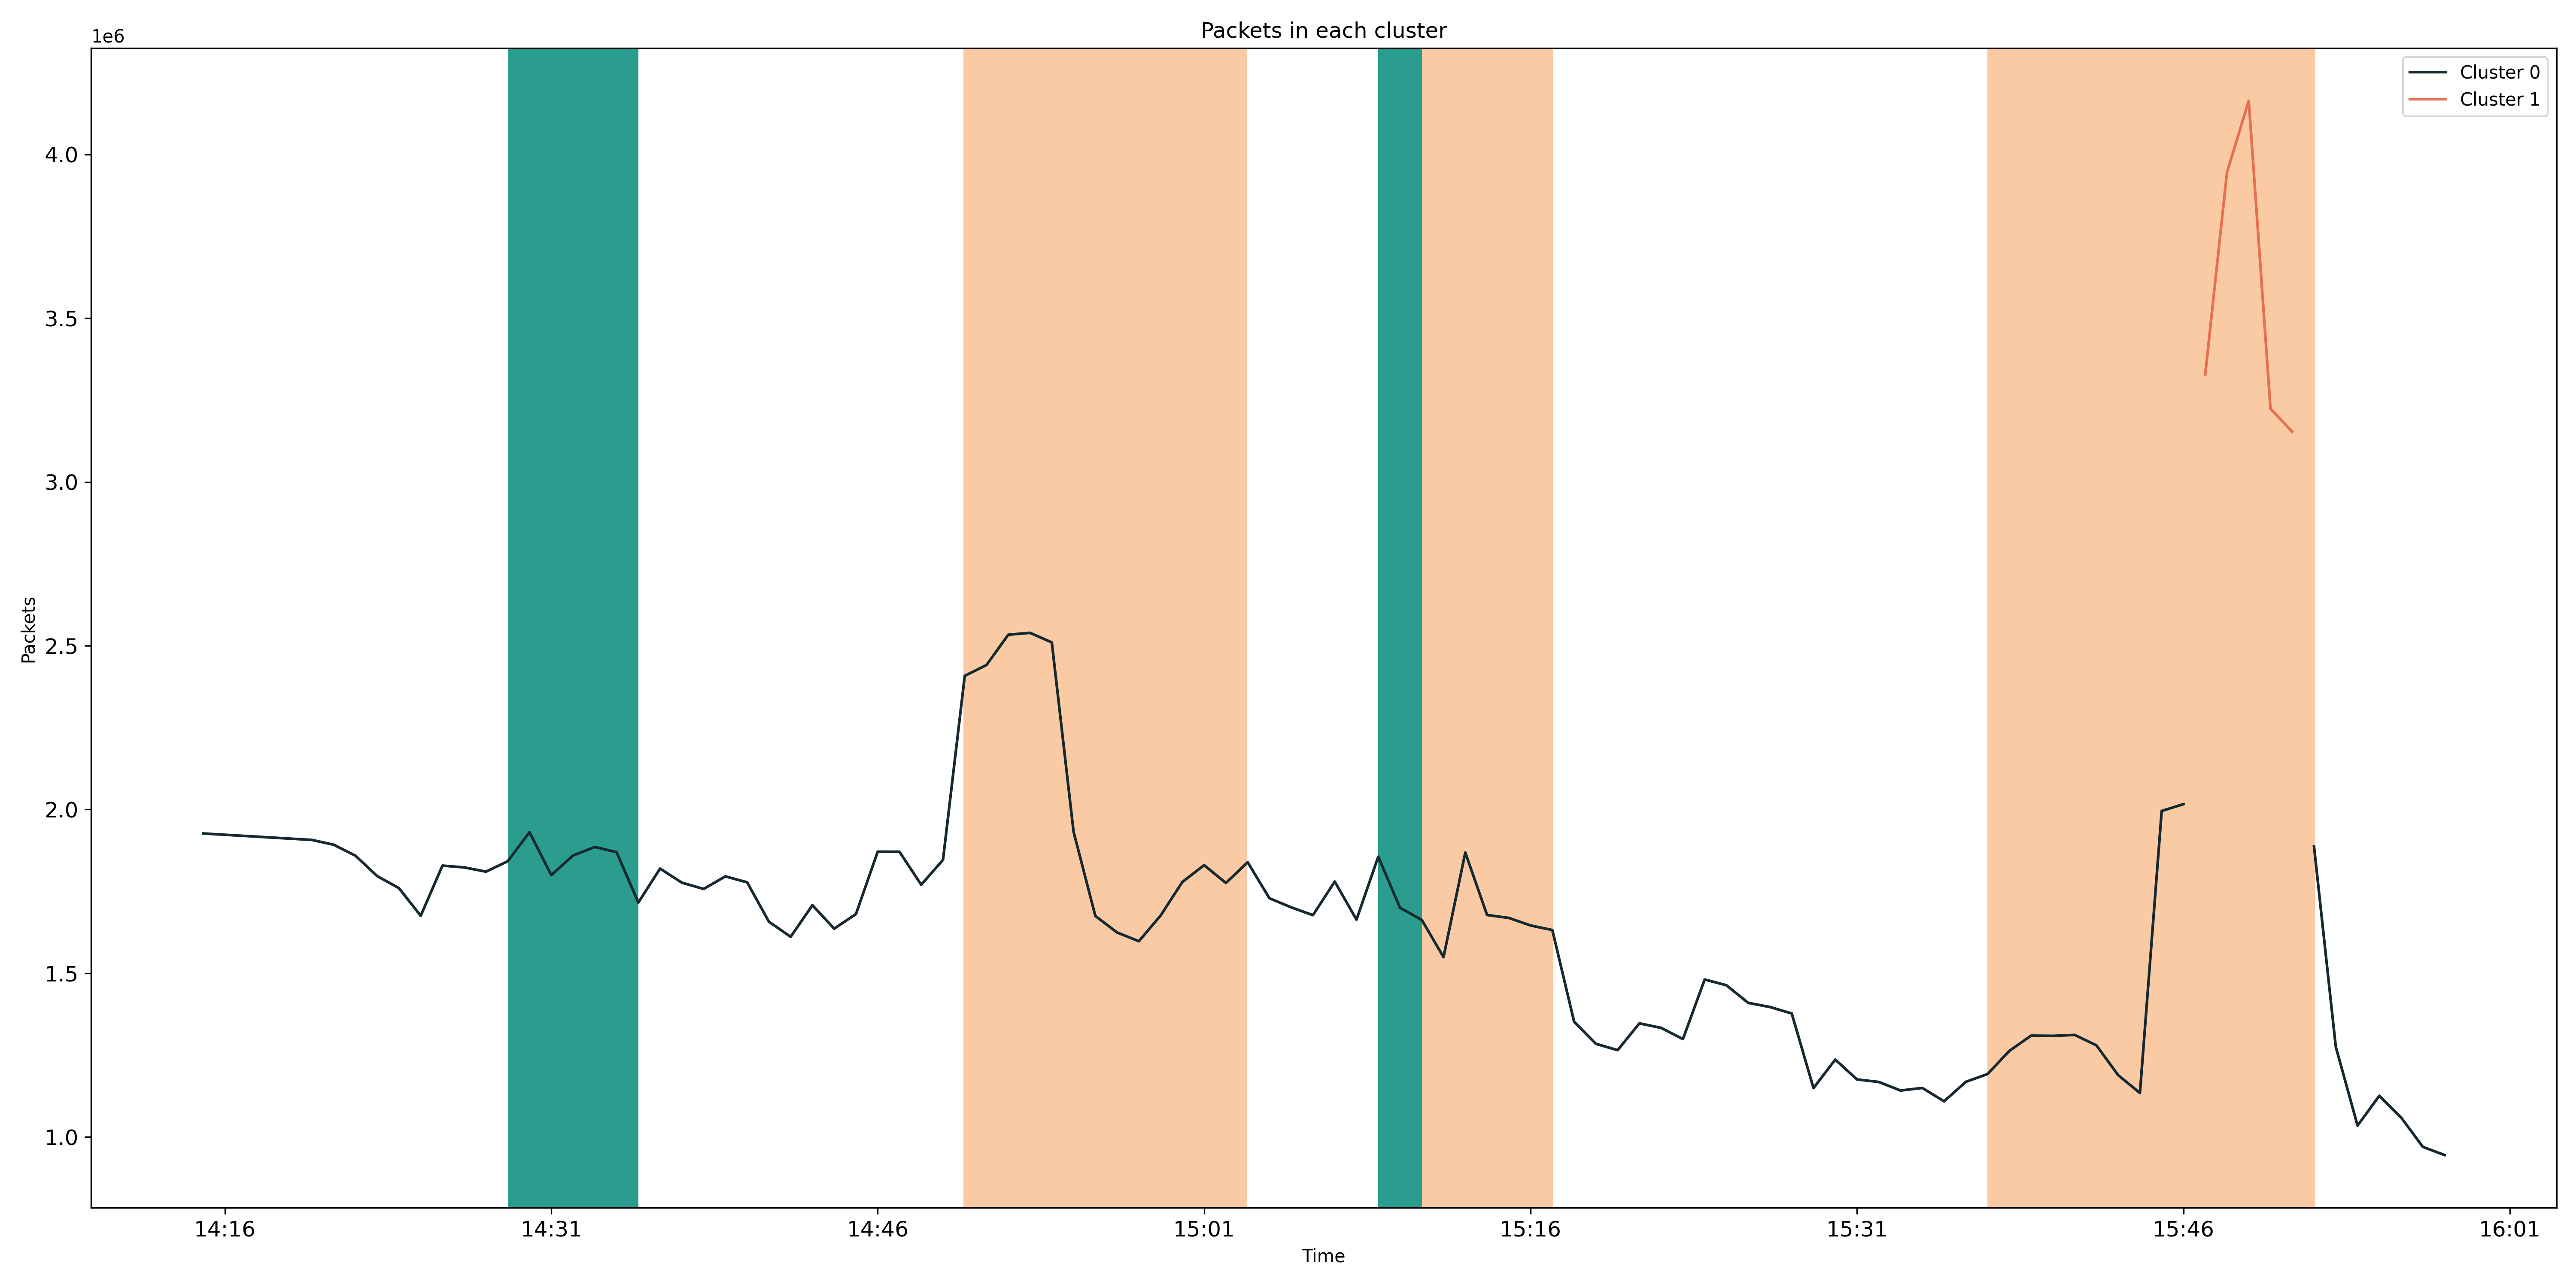 Packets in each cluster
1e6
Cluster 0
Cluster 1
4.0
3.5
3.0
2.5
2.0
1.5
1.0
Packets
14:16 14:31 14:46 15:01 15:16 15:31 15:46 16:01
Time